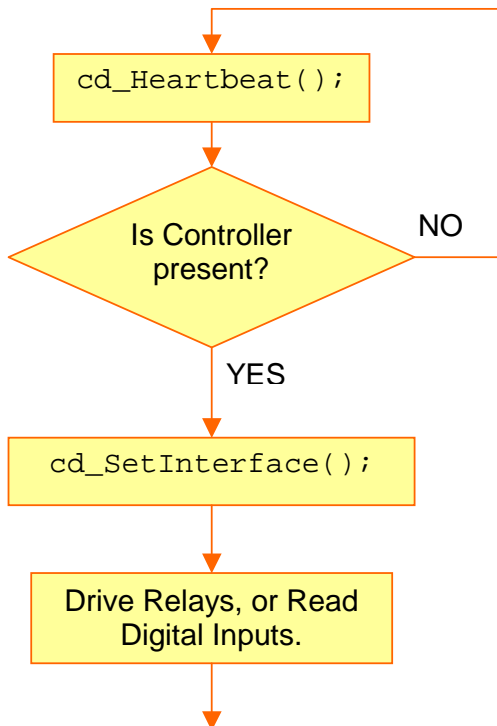 cd_Heartbeat();
Is Controller
present?
NO
YES
cd_SetInterface();
Drive Relays, or Read
Digital Inputs.